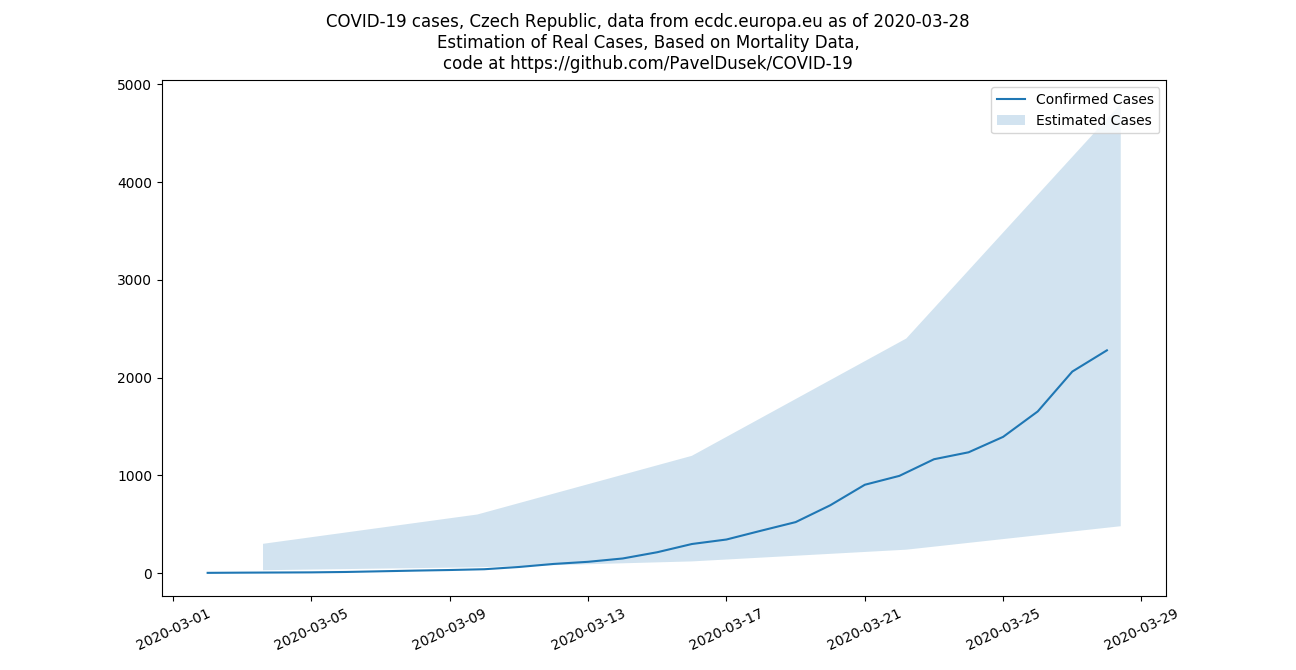 COVID-19 cases, Czech Republic, data from ecdc.europa.eu as of 2020-03-28
Estimation of Real Cases, Based on Mortality Data,
code at https://github.com/PavelDusek/COVID-19
5000
4000
3000
2000
1000
0
Confirmed Cases
Estimated Cases
2020-03-01
2020-03-05
2020-03-09
2020-03-13
2020-03-17
2020-03-21
2020-03-25
2020-03-29